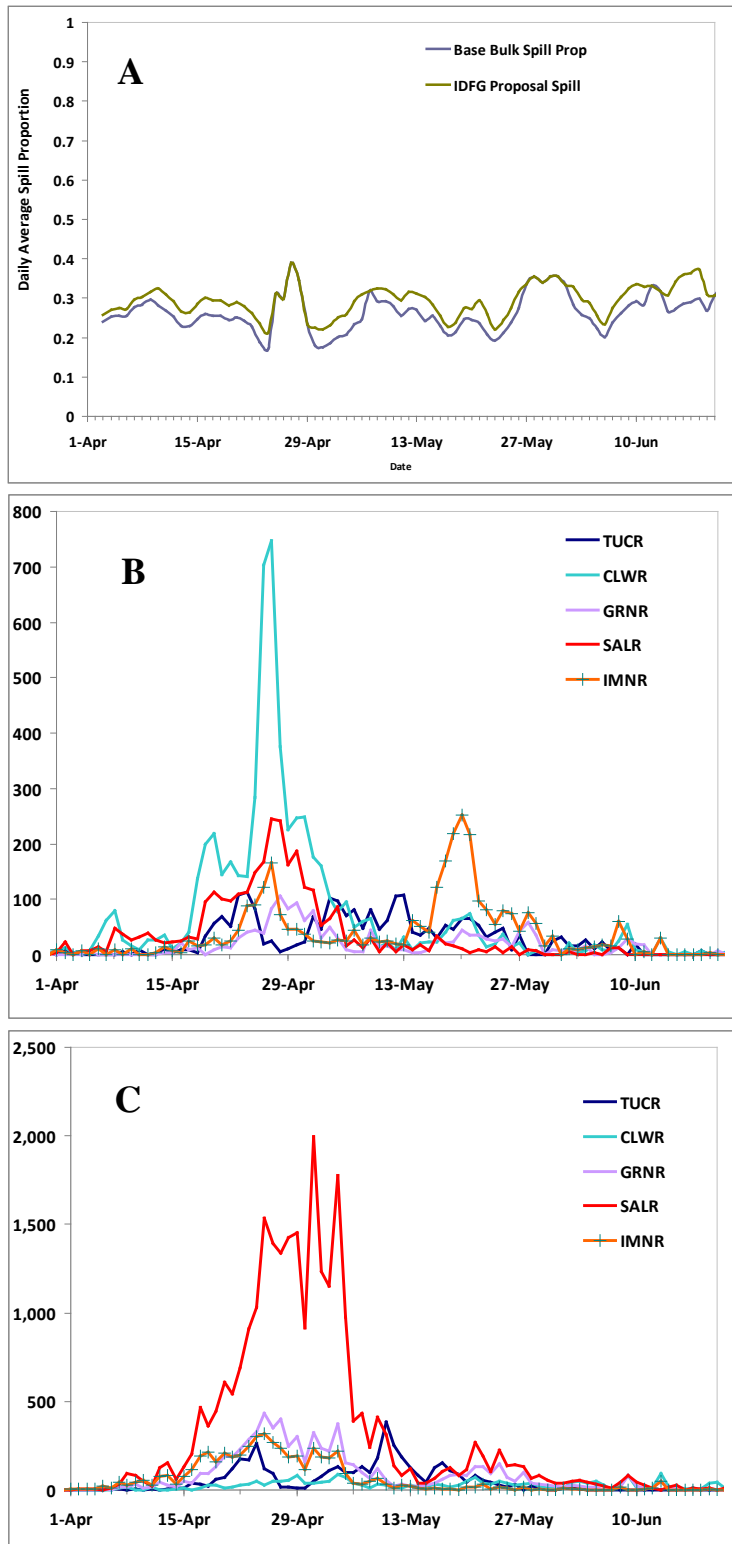 1
0.9
0.8
0.7
0.6
0.5
0.4
0.3
0.2
0.1
0
Daily Average Spill Proportion
A
Base Bulk Spill Prop
IDFG Proposal Spill
1-Apr 15-Apr 29-Apr 13-May 27-May 10-Jun
Date
800
700
600
500
400
300
200
100
0
B
TUCR
CLWR
GRNR
SALR
IMNR
1-Apr 15-Apr 29-Apr 13-May 27-May 10-Jun
2,500
2,000
1,500
1,000
500
0
C
TUCR
CLWR
GRNR
SALR
IMNR
1-Apr 15-Apr 29-Apr 13-May 27-May 10-Jun